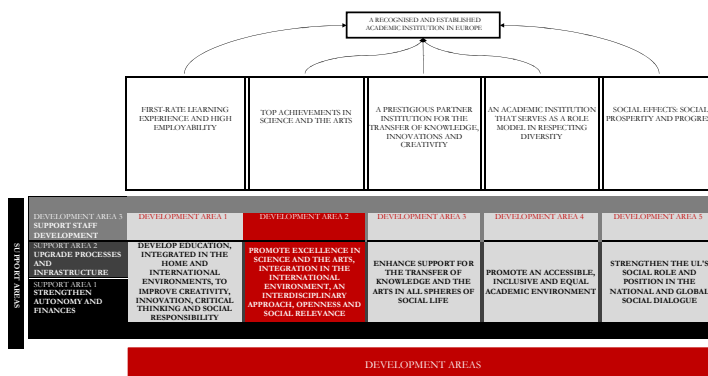 A RECOGNISED AND ESTABLISHED
ACADEMIC INSTITUTION IN EUROPE
FIRST-RATE LEARNING
EXPERIENCE AND HIGH
EMPLOYABILITY
TOP ACHIEVEMENTS IN
SCIENCE AND THE ARTS
A PRESTIGIOUS PARTNER
INSTITUTION FOR THE
TRANSFER OF KNOWLEDGE,
INNOVATIONS AND
CREATIVITY
AN ACADEMIC INSTITUTION
THAT SERVES AS A ROLE
MODEL IN RESPECTING
DIVERSITY
SOCIAL EFFECTS: SOCIAL
PROSPERITY AND PROGRE
SUPPORT AREAS
DEVELOPMENT AREA 3
SUPPORT STAFF
DEVELOPMENT
SUPPORT AREA 2
UPGRADE PROCESSES
AND
INFRASTRUCTURE
SUPPORT AREA 1
STRENGTHEN
AUTONOMY AND
FINANCES
DEVELOPMENT AREA 1
DEVELOP EDUCATION,
INTEGRATED IN THE
HOME AND
INTERNATIONAL
ENVIRONMENTS, TO
IMPROVE CREATIVITY,
INNOVATION, CRITICAL
THINKING AND SOCIAL
RESPONSIBILITY
DEVELOPMENT AREA 2
PROMOTE EXCELLENCE IN
SCIENCE AND THE ARTS,
INTEGRATION IN THE
INTERNATIONAL
ENVIRONMENT, AN
INTERDISCIPLINARY
APPROACH, OPENNESS AND
SOCIAL RELEVANCE
DEVELOPMENT AREA 3
ENHANCE SUPPORT FOR
THE TRANSFER OF
KNOWLEDGE AND THE
ARTS IN ALL SPHERES OF
SOCIAL LIFE
DEVELOPMENT AREA 4
PROMOTE AN ACCESSIBLE,
INCLUSIVE AND EQUAL
ACADEMIC ENVIRONMENT
DEVELOPMENT AREA 5
STRENGTHEN THE UL'S
SOCIAL ROLE AND
POSITION IN THE
NATIONAL AND GLOBAL
SOCIAL DIALOGUE
DEVELOPMENT AREAS